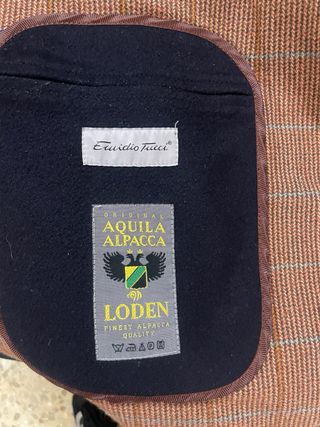 Emidio Tucci®
ORIGINAL
AQUILA
ALPACCA
LODEN
FINEST ALPACCA
QUALITY